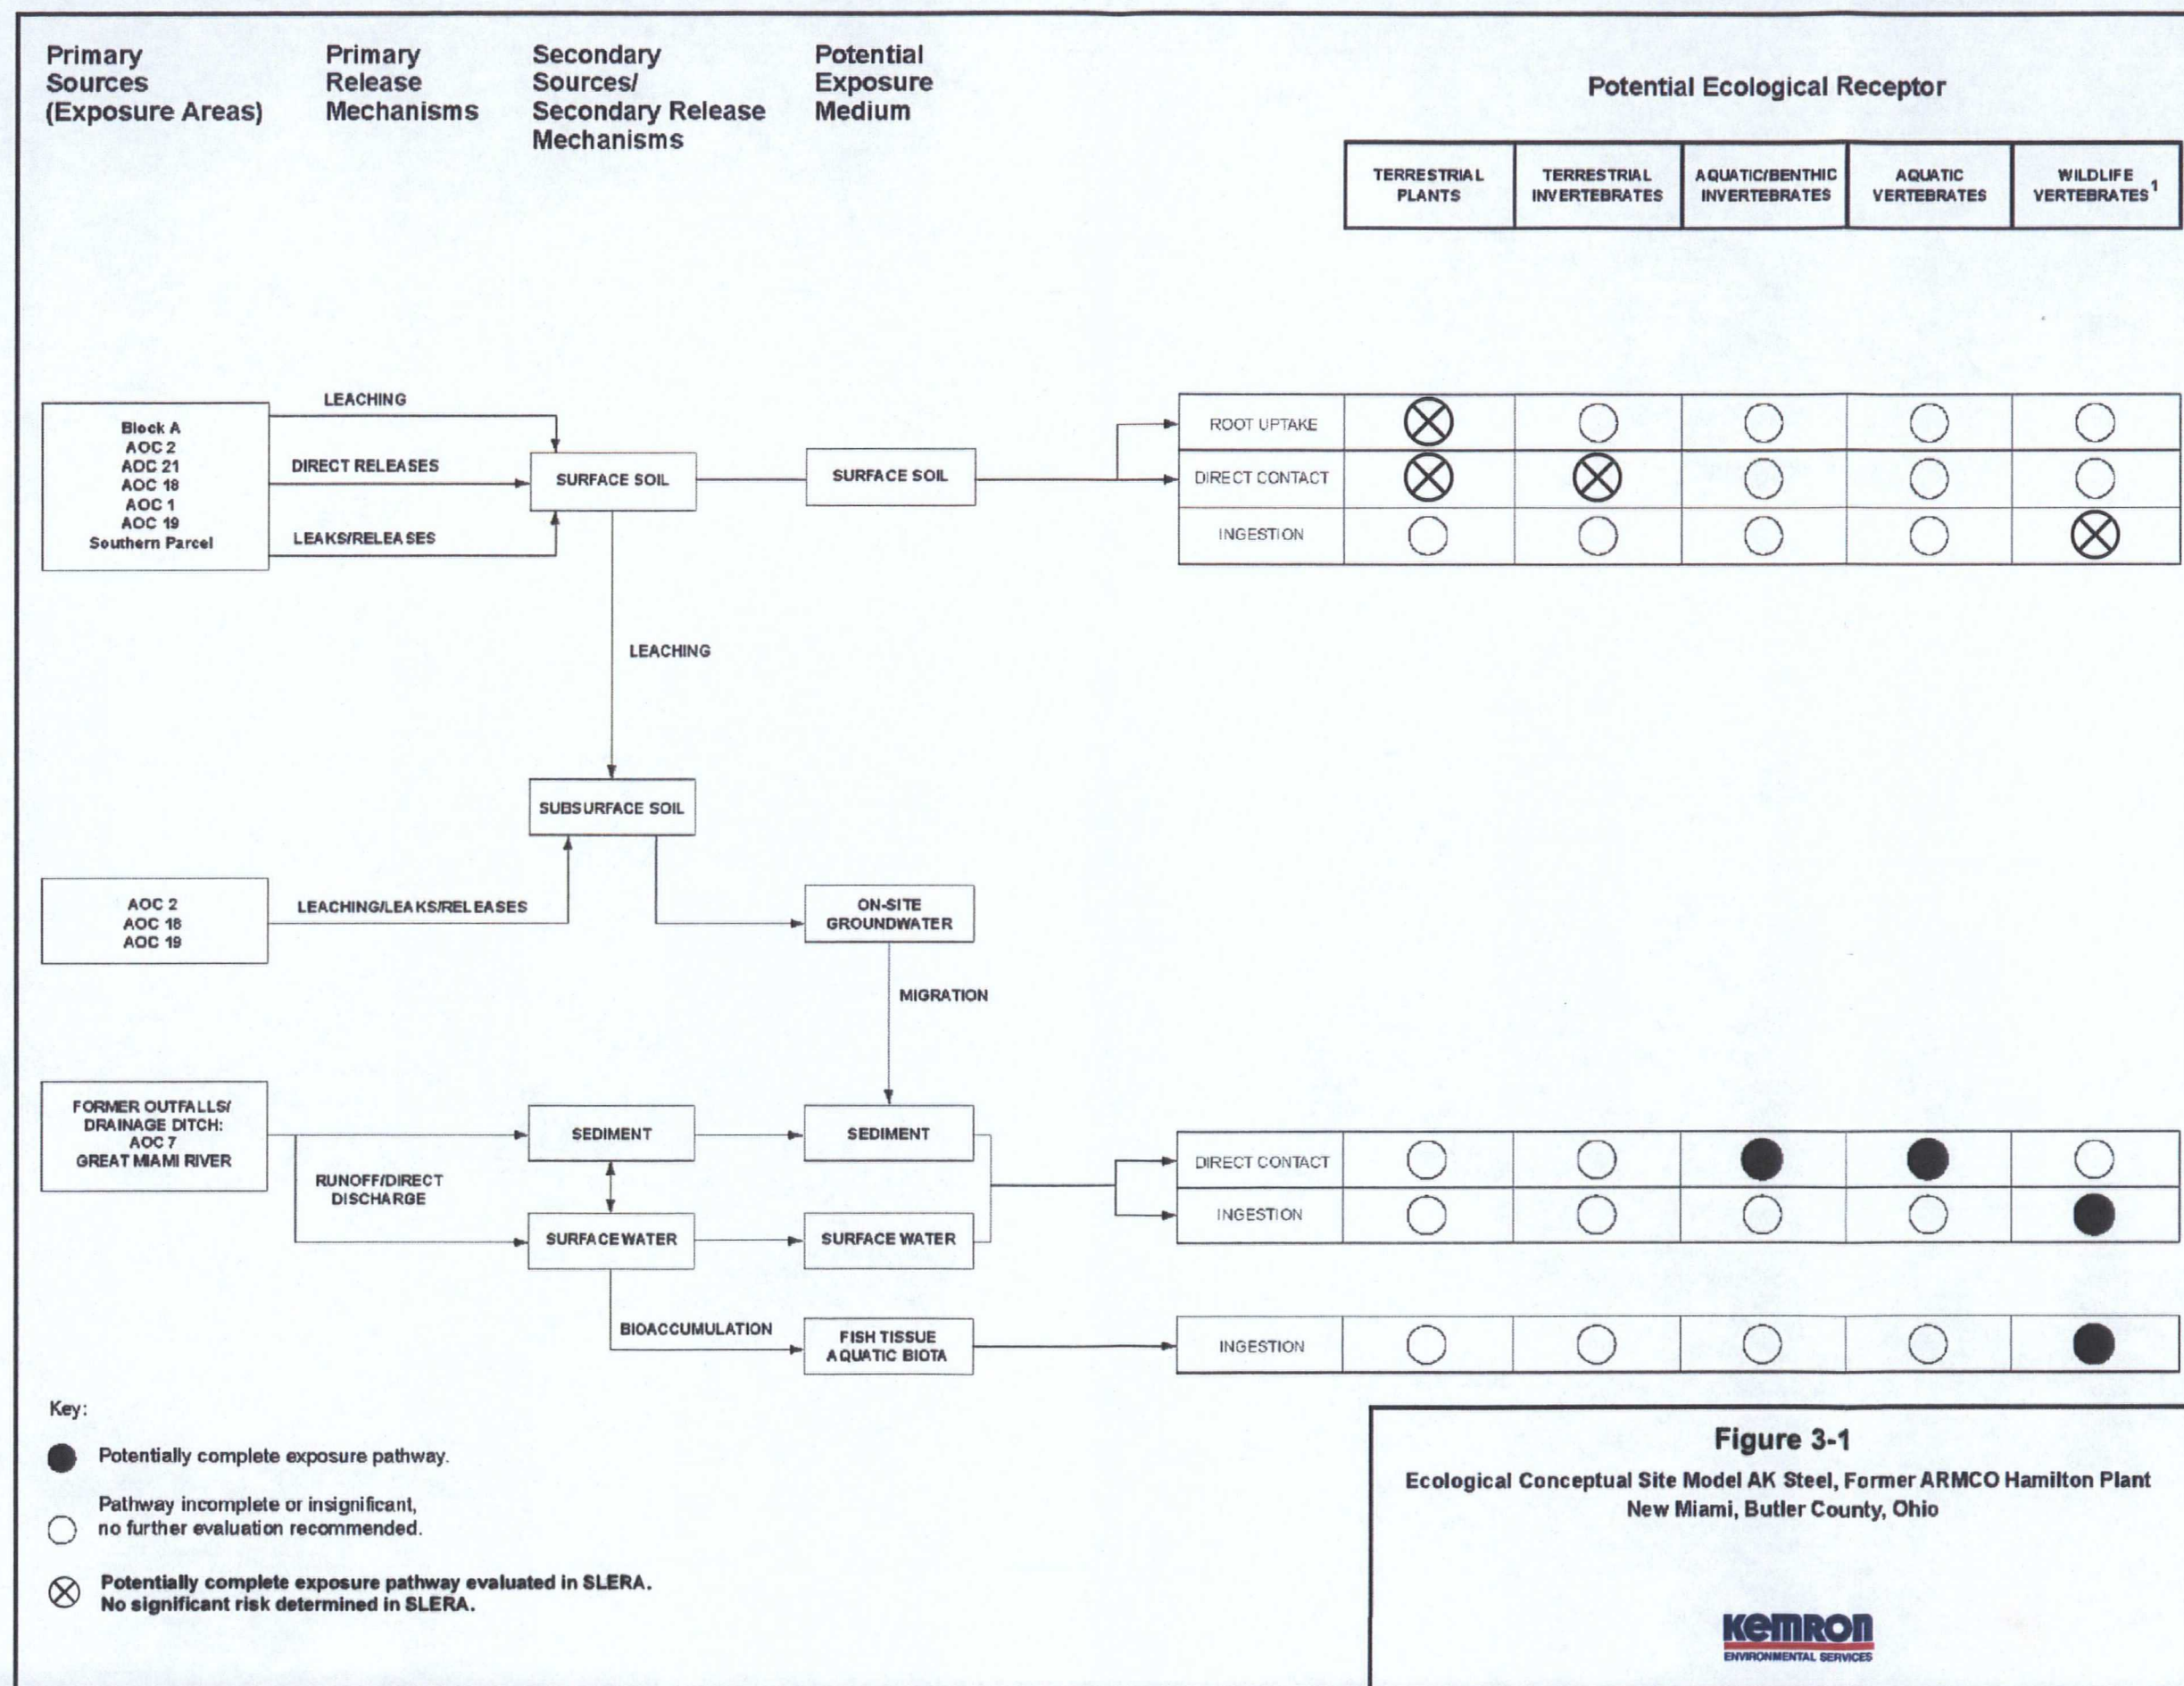 Primary
Sources
(Exposure Areas)
Primary
Release
Mechanisms
Secondary
Sources/
Secondary Release
Mechanisms
Potential
Exposure
Medium
Potential Ecological Receptor
TERRESTRIAL
PLANTS
TERRESTRIAL
INVERTEBRATES
AQUATIC/BENTHIC
INVERTEBRATES
AQUATIC
VERTEBRATES
WILDLIFE
VERTEBRATES¹
Block A
AOC 2
AOC 21
AOC 18
AOC 1
AOC 19
Southern Parcel
LEACHING
DIRECT RELEASES
LEAKS/RELEASES
SURFACE SOIL
SURFACE SOIL
ROOT UPTAKE
DIRECT CONTACT
INGESTION
LEACHING
SUBSURFACE SOIL
AOC 2
AOC 18
AOC 19
LEACHING/LEAKS/RELEASES
ON-SITE
GROUNDWATER
MIGRATION
FORMER OUTFALLS/
DRAINAGE DITCH:
AOC 7
GREAT MIAMI RIVER
RUNOFF/DIRECT
DISCHARGE
SEDIMENT
SEDIMENT
SURFACE WATER
SURFACE WATER
DIRECT CONTACT
INGESTION
BIOACCUMULATION
FISH TISSUE
AQUATIC BIOTA
INGESTION
Key:
Potentially complete exposure pathway.
Pathway incomplete or insignificant,
no further evaluation recommended.
Potentially complete exposure pathway evaluated in SLERA.
No significant risk determined in SLERA.
Figure 3-1
Ecological Conceptual Site Model AK Steel, Former ARMCO Hamilton Plant
New Miami, Butler County, Ohio
KEMRON
ENVIRONMENTAL SERVICES